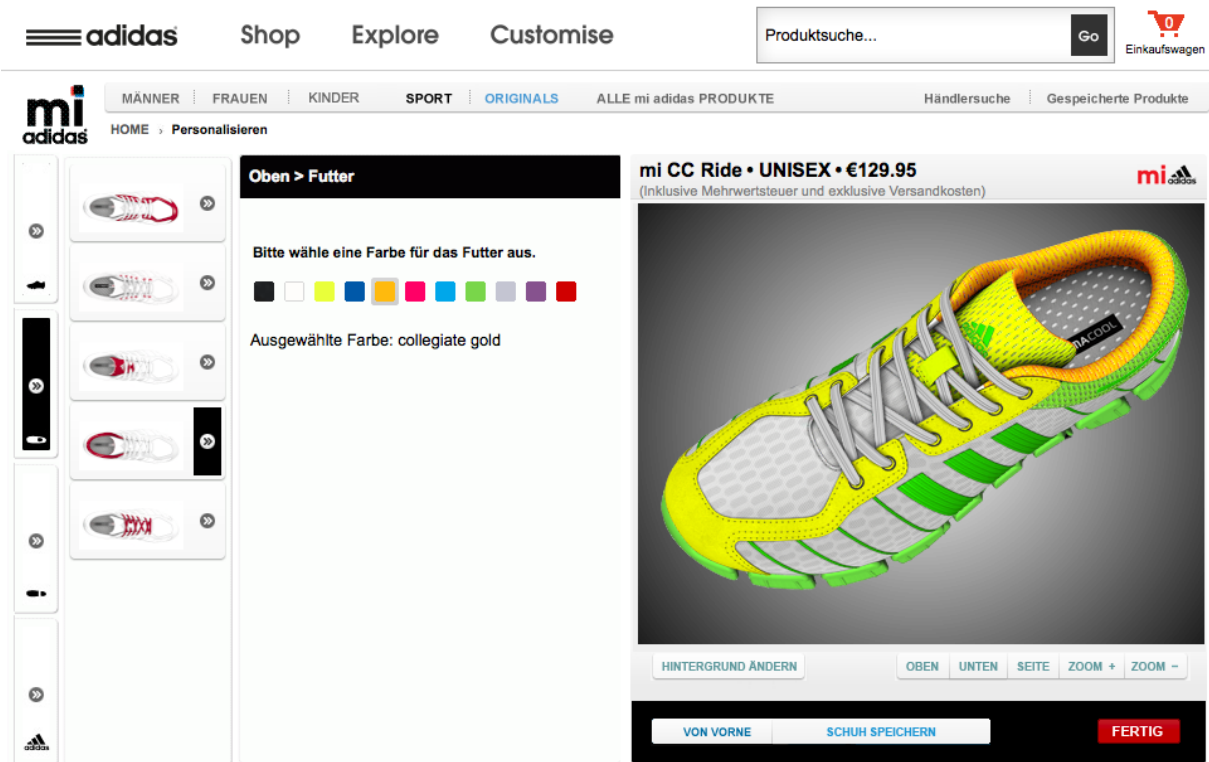 adidas Shop Explore Customise Produktsuche... Go 0
Einkaufswagen
mi adidas
MÄNNER FRAUEN KINDER SPORT ORIGINALS ALLE mi adidas PRODUKTE Händlersuche Gespeicherte Produkte
HOME › Personalisieren
Oben > Futter
Bitte wähle eine Farbe für das Futter aus.
Ausgewählte Farbe: collegiate gold
adidas
mi CC Ride • UNISEX • €129.95
(Inklusive Mehrwertsteuer und exklusive Versandkosten)
mi adidas
adidas
MACOOL
HINTERGRUND ÄNDERN OBEN UNTEN SEITE ZOOM + ZOOM −
VON VORNE SCHUH SPEICHERN FERTIG